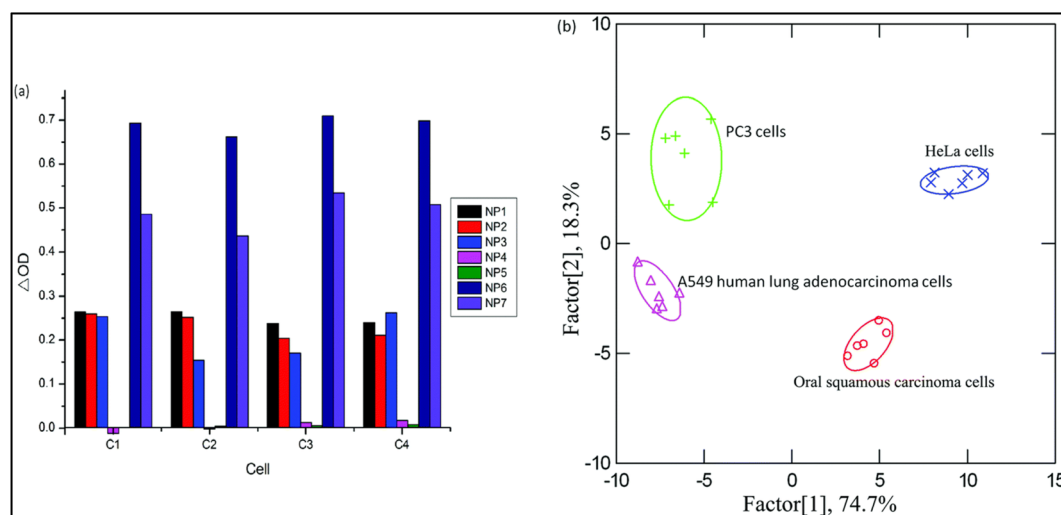 (a)
0.7
0.6
0.5
0.4
0.3
0.2
0.1
0.0
△OD
C1 C2 C3 C4
Cell
NP1
NP2
NP3
NP4
NP5
NP6
NP7
(b)
10
5
0
-5
-10
Factor[2], 18.3%
PC3 cells
HeLa cells
A549 human lung adenocarcinoma cells
Oral squamous carcinoma cells
-10 -5 0 5 10 15
Factor[1], 74.7%